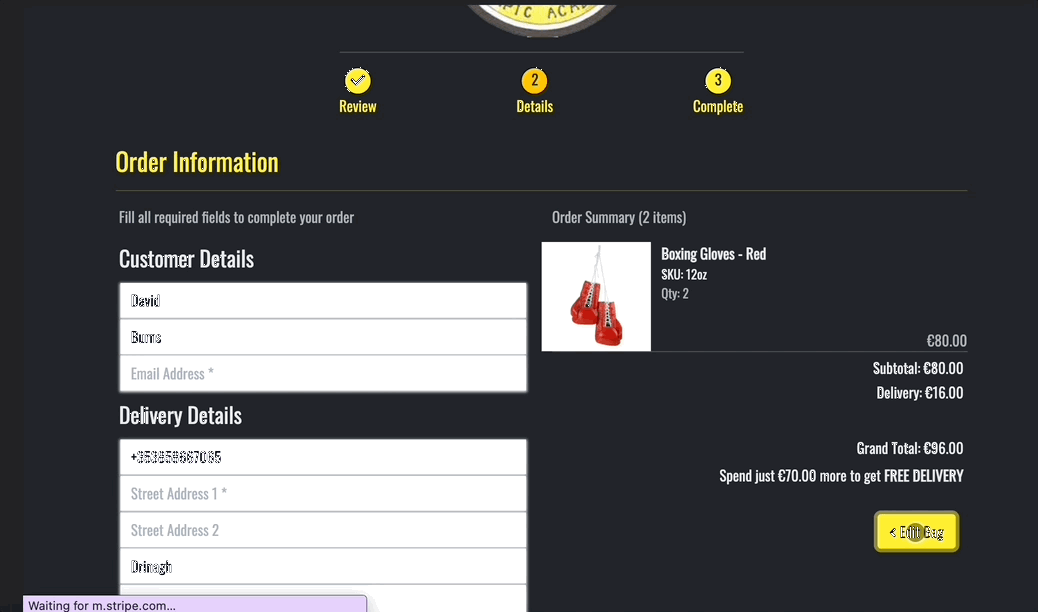 PIC ACA
2
3
Review
Details
Complete
Order Information
Fill all required fields to complete your order
Customer Details
David
Burns
Email Address *
Delivery Details
Street Address 1 *
Street Address 2
Drinagh
Order Summary (2 items)
Boxing Gloves - Red
SKU: 12oz
Qty: 2
€80.00
Subtotal: €80.00
Delivery: €16.00
Grand Total: €96.00
Spend just €70.00 more to get FREE DELIVERY
< Edit Bag
Waiting for m.stripe.com...